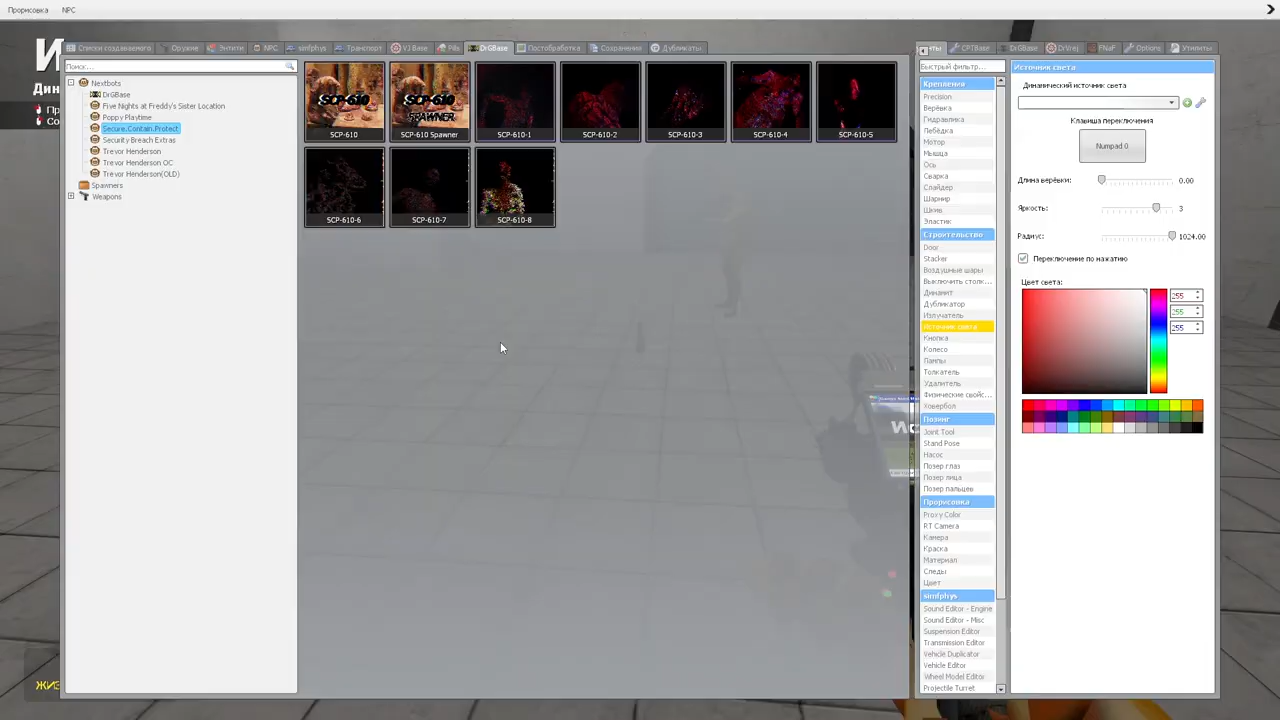 Прорисовка NPC
И
Дин
Пр
Со
Списки создаваемого Оружие Энтити NPC simfphys Транспорт VJ Base Pills DrGBase Постобработка Сохранения Дубликаты
Поиск...
Nextbots
DrGBase
Five Nights at Freddy's Sister Location
Poppy Playtime
Secure.Contain.Protect
Security Breach Extras
Trevor Henderson
Trevor Henderson OC
Trevor Henderson(OLD)
Spawners
Weapons
SCP-610 SCP-610 Spawner SCP-610-1 SCP-610-2 SCP-610-3 SCP-610-4 SCP-610-5
SCP-610-6 SCP-610-7 SCP-610-8
нты CPTBase DrGBase DrVrej FNaF Options Утилиты
Быстрый фильтр...
Крепления
Precision
Верёвка
Гидравлика
Лебёдка
Мотор
Мышца
Ось
Сварка
Слайдер
Шарнир
Шкив
Эластик
Строительство
Door
Stacker
Воздушные шары
Выключить столк...
Динамит
Дубликатор
Излучатель
Источник света
Кнопка
Колесо
Лампы
Толкатель
Удалитель
Физические свойс...
Ховербол
Позинг
Joint Tool
Stand Pose
Насос
Позер глаз
Позер лица
Позер пальцев
Прорисовка
Proxy Color
RT Camera
Камера
Краска
Материал
Следы
Цвет
simfphys
Sound Editor - Engine
Sound Editor - Misc
Suspension Editor
Transmission Editor
Vehicle Duplicator
Vehicle Editor
Wheel Model Editor
Projectile Turret
Источник света
Динамический источник света
Клавиша переключения
Numpad 0
Длина верёвки: 0.00
Яркость: 3
Радиус: 1024.00
Переключение по нажатию
Цвет света:
255
255
255
ЖИЗ